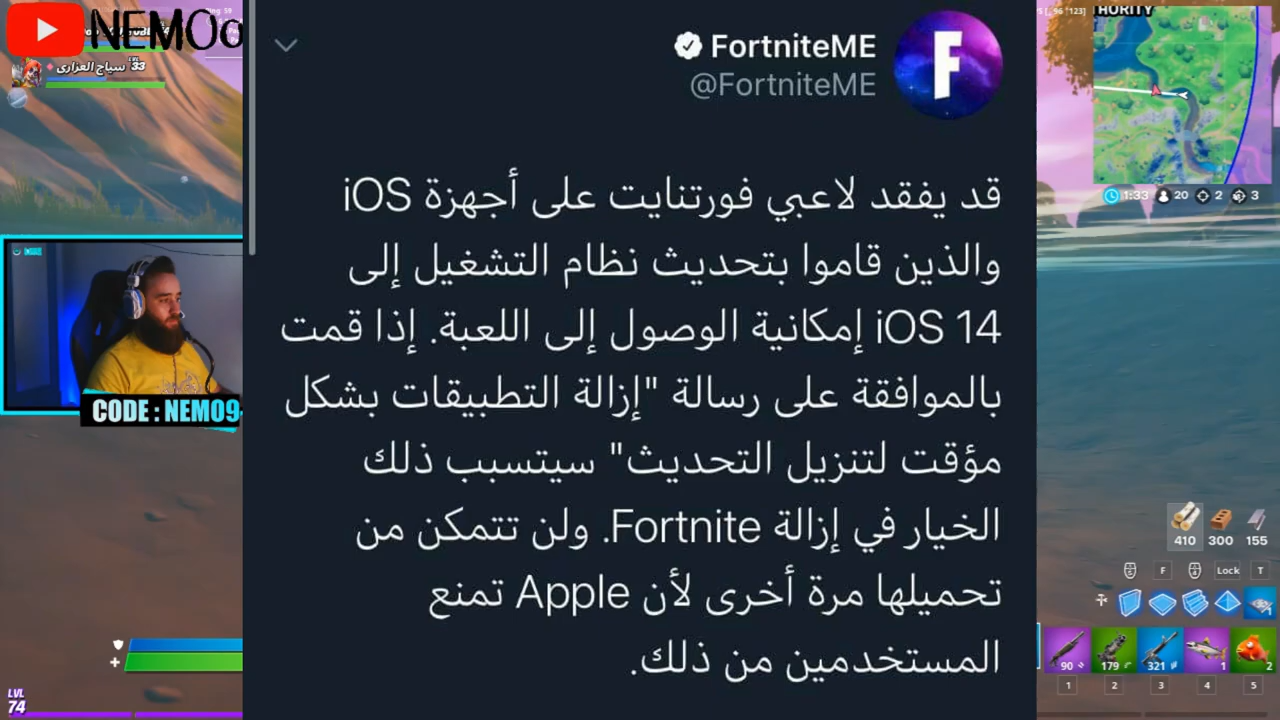 NEMOo
سياج العزاري
33
FortniteME
@FortniteME
قد يفقد لاعبي فورتنايت على أجهزة iOS
والذين قاموا بتحديث نظام التشغيل إلى
iOS 14 إمكانية الوصول إلى اللعبة. إذا قمت
بالموافقة على رسالة "إزالة التطبيقات بشكل
مؤقت لتنزيل التحديث" سيتسبب ذلك
الخيار في إزالة Fortnite. ولن تتمكن من
تحميلها مرة أخرى لأن Apple تمنع
المستخدمين من ذلك.
CODE : NEMO9
LVL
74
HORITY
1:33 20 2 3
410 300 155
F Lock T
90 179 321 1 2
1 2 3 4 5